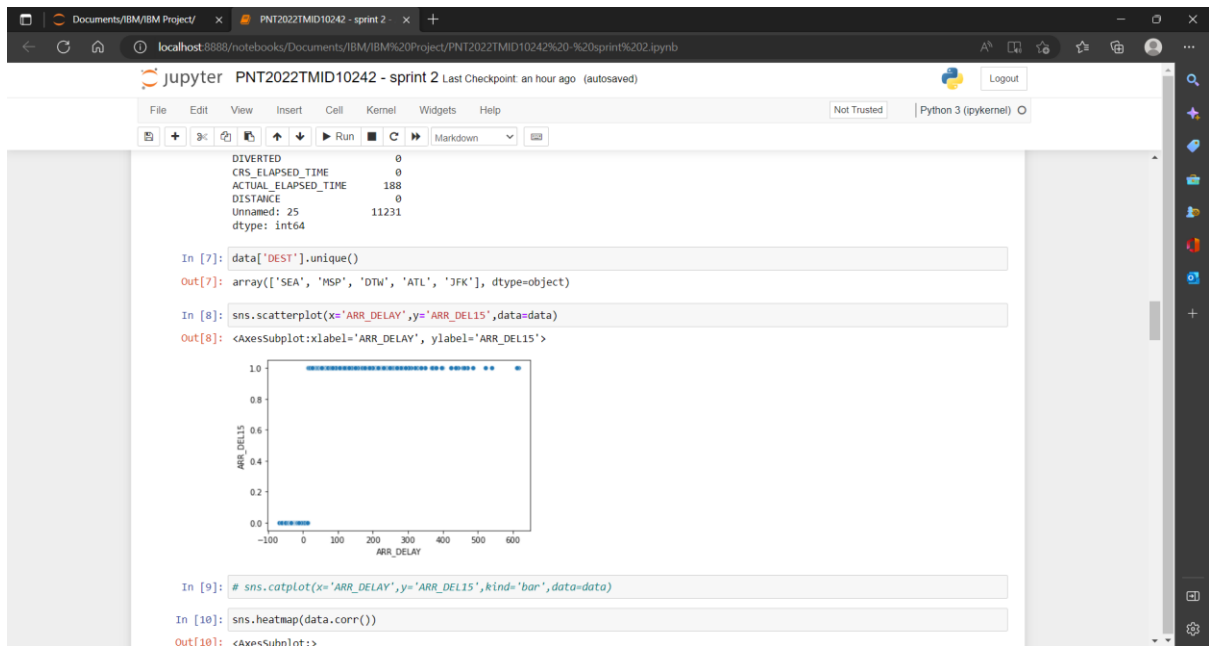 Documents/IBM/IBM Project/
PNT2022TMID10242 - sprint 2 -
localhost:8888/notebooks/Documents/IBM/IBM%20Project/PNT2022TMID10242%20-%20sprint%202.ipynb
jupyter PNT2022TMID10242 - sprint 2 Last Checkpoint: an hour ago (autosaved)
Logout
File Edit View Insert Cell Kernel Widgets Help
Not Trusted
Python 3 (ipykernel)
Run
Markdown
DIVERTED 0
CRS_ELAPSED_TIME 0
ACTUAL_ELAPSED_TIME 188
DISTANCE 0
Unnamed: 25 11231
dtype: int64
In [7]: data['DEST'].unique()
Out[7]: array(['SEA', 'MSP', 'DTW', 'ATL', 'JFK'], dtype=object)
In [8]: sns.scatterplot(x='ARR_DELAY',y='ARR_DEL15',data=data)
Out[8]: <AxesSubplot:xlabel='ARR_DELAY', ylabel='ARR_DEL15'>
1.0
0.8
0.6
0.4
0.2
0.0
ARR_DEL15
−100 0 100 200 300 400 500 600
ARR_DELAY
In [9]: # sns.catplot(x='ARR_DELAY',y='ARR_DEL15',kind='bar',data=data)
In [10]: sns.heatmap(data.corr())
Out[10]: <AxesSubplot:>